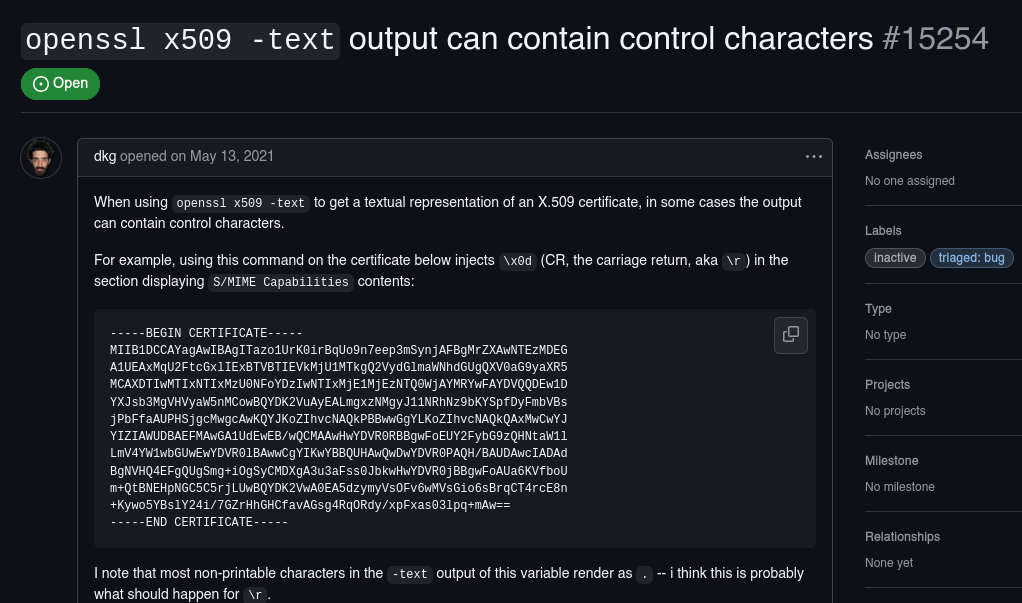 openssl x509 -text output can contain control characters #15254
Open
dkg opened on May 13, 2021
When using openssl x509 -text to get a textual representation of an X.509 certificate, in some cases the output
can contain control characters.
For example, using this command on the certificate below injects \x0d (CR, the carriage return, aka \r) in the
section displaying S/MIME Capabilities contents:
-----BEGIN CERTIFICATE-----
MIIB1DCCAYagAwIBAgITazo1UrK0irBqUo9n7eep3mSynjAFBgMrZXAwNTEzMDEG
A1UEAxMqU2FtcGxlIExBTVBTIEVkMjU1MTkgQ2VydGlmaWNhdGUgQXV0aG9yaXR5
MCAXDTIwMTIxNTIxMzU0NFoYDzIwNTIxMjE1MjEzNTQ0WjAYMRYwFAYDVQQDEw1D
YXJsb3MgVHVyaW5nMCowBQYDK2VuAyEALmgxzNMgyJ11NRhNz9bKYSpfDyFmbVBs
jPbFfaAUPHSjgcMwgcAwKQYJKoZIhvcNAQkPBBwwGgYLKoZIhvcNAQkQAxMwCwYJ
YIZIAWUDBAEFMAwGA1UdEwEB/wQCMAAwHwYDVR0RBBgwFoEUY2FybG9zQHNtaW1l
LmV4YW1wbGUwEwYDVR0lBAwwCgYIKwYBBQUHAwQwDwYDVR0PAQH/BAUDAwcIADAd
BgNVHQ4EFgQUgSmg+iOgSyCMDXgA3u3aFss0JbkwHwYDVR0jBBgwFoAUa6KVfboU
m+QtBNEHpNGC5C5rjLUwBQYDK2VwA0EA5dzymyVsOFv6wMVsGio6sBrqCT4rcE8n
+Kywo5YBslY24i/7GZrHhGHCfavAGsg4RqORdy/xpFxas03lpq+mAw==
-----END CERTIFICATE-----
I note that most non-printable characters in the -text output of this variable render as . -- i think this is probably
what should happen for \r .
Assignees
No one assigned
Labels
inactive
triaged: bug
Type
No type
Projects
No projects
Milestone
No milestone
Relationships
None yet